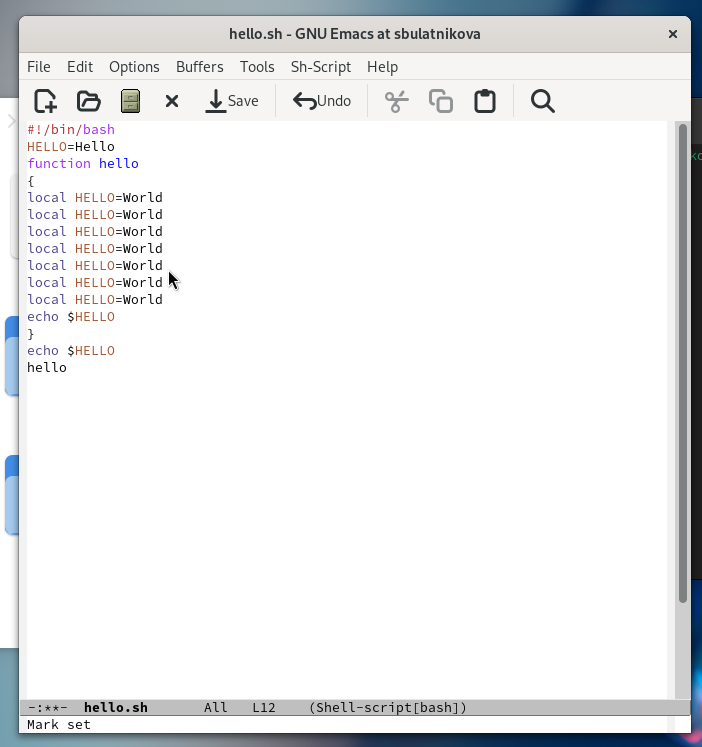 hello.sh - GNU Emacs at sbulatnikova
File Edit Options Buffers Tools Sh-Script Help
Save Undo
#!/bin/bash
HELLO=Hello
function hello
{
local HELLO=World
local HELLO=World
local HELLO=World
local HELLO=World
local HELLO=World
local HELLO=World
local HELLO=World
echo $HELLO
}
echo $HELLO
hello
-:**- hello.sh All L12 (Shell-script[bash])
Mark set